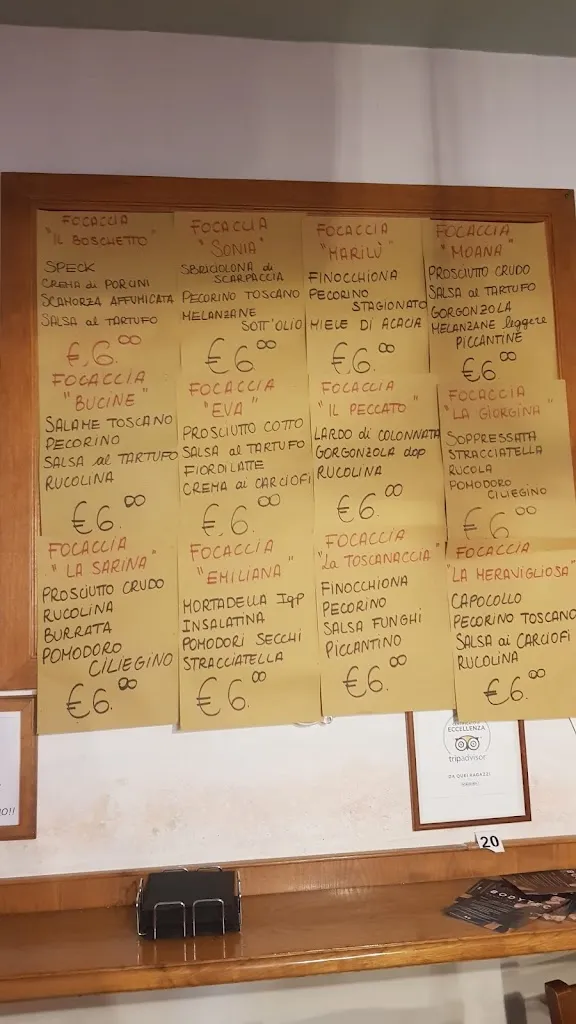 FOCACCIA
"IL BOSCHETTO"
SPECK
CREMA di PORCINI
SCAMORZA AFFUMICATA
SALSA al TARTUFO
€ 6.00
FOCACCIA
"SONIA"
SBRICIOLONA di
SCARPACCIA
PECORINO TOSCANO
MELANZANE
SOTT'OLIO
€ 6.00
FOCACCIA
"MARILÙ"
FINOCCHIONA
PECORINO
STAGIONATO
MIELE DI ACACIA
€ 6.00
FOCACCIA
"MOANA"
PROSCIUTTO CRUDO
SALSA al TARTUFO
GORGONZOLA
MELANZANE leggere
PICCANTINE
€ 6.00
FOCACCIA
"BUCINE"
SALAME TOSCANO
PECORINO
SALSA al TARTUFO
RUCOLINA
€ 6.00
FOCACCIA
"EVA"
PROSCIUTTO COTTO
SALSA al TARTUFO
FIORDILATTE
CREMA ai CARCIOFI
€ 6.00
FOCACCIA
"IL PECCATO"
LARDO di COLONNATA
GORGONZOLA dop
RUCOLINA
€ 6.00
FOCACCIA
"LA GIORGINA"
SOPPRESSATA
STRACCIATELLA
RUCOLA
POMODORO
CILIEGINO
€ 6.00
FOCACCIA
"LA SARINA"
PROSCIUTTO CRUDO
RUCOLINA
BURRATA
POMODORO
CILIEGINO
€ 6.00
FOCACCIA
"EMILIANA"
MORTADELLA IGP
INSALATINA
POMODORI SECCHI
STRACCIATELLA
€ 6.00
FOCACCIA
"La TOSCANACCIA"
FINOCCHIONA
PECORINO
SALSA FUNGHI
PICCANTINO
€ 6.00
FOCACCIA
"LA MERAVIGLIOSA"
CAPOCOLLO
PECORINO TOSCANO
SALSA ai CARCIOFI
RUCOLINA
€ 6.00
ECCELLENZA
tripadvisor
DA QUEI RAGAZZI
20
BODY